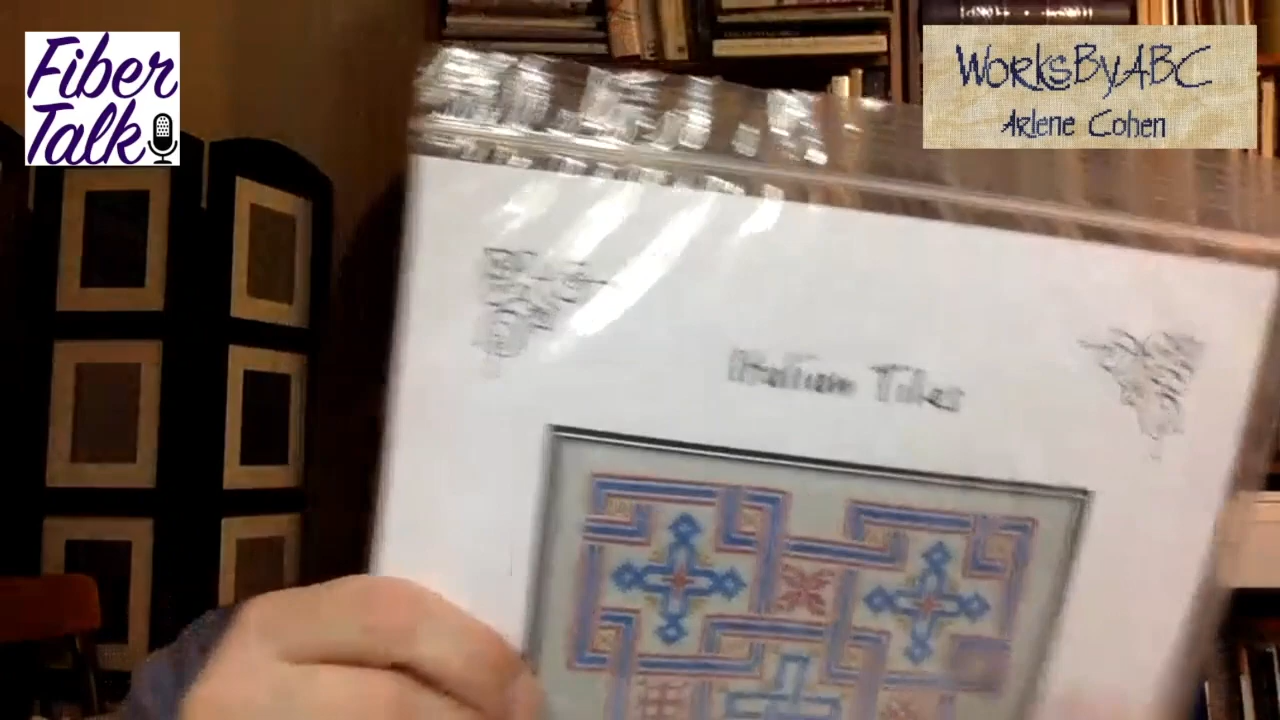 Fiber
Talk
WorksByABC
Arlene Cohen
Italian Tiles